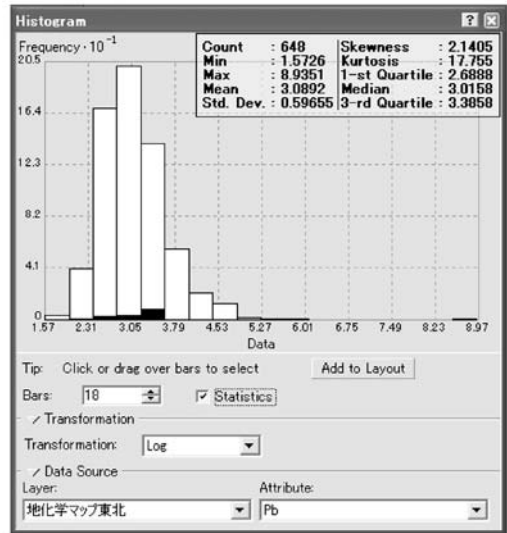 Histogram
Frequency · 10⁻¹
Count : 648 Skewness : 2.1405
Min : 1.5726 Kurtosis : 17.755
Max : 8.9351 1-st Quartile : 2.6888
Mean : 3.0892 Median : 3.0158
Std. Dev. : 0.59655 3-rd Quartile : 3.3858
20.5
16.4
12.3
8.2
4.1
0
1.57 2.31 3.05 3.79 4.53 5.27 6.01 6.75 7.49 8.23 8.97
Data
Tip: Click or drag over bars to select Add to Layout
Bars: 18 Statistics
Transformation
Transformation: Log
Data Source
Layer: Attribute:
地化学マップ東北 Pb